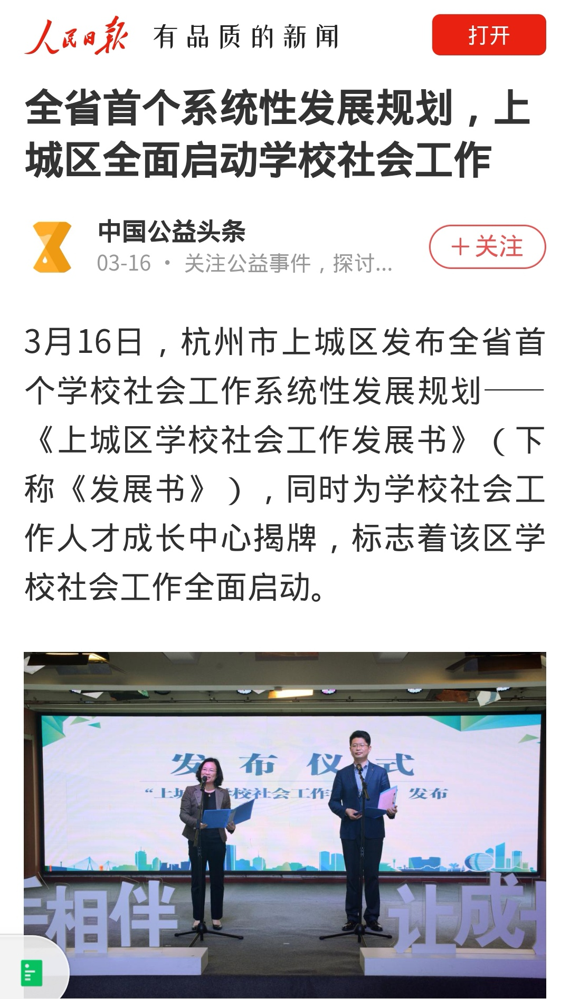 人民日报 有品质的新闻 打开
全省首个系统性发展规划，上
城区全面启动学校社会工作
中国公益头条
03-16 · 关注公益事件，探讨...
＋关注
3月16日，杭州市上城区发布全省首
个学校社会工作系统性发展规划——
《上城区学校社会工作发展书》（下
称《发展书》），同时为学校社会工
作人才成长中心揭牌，标志着该区学
校社会工作全面启动。
发布仪式
“上城 校社会工作 发布
相伴
让成